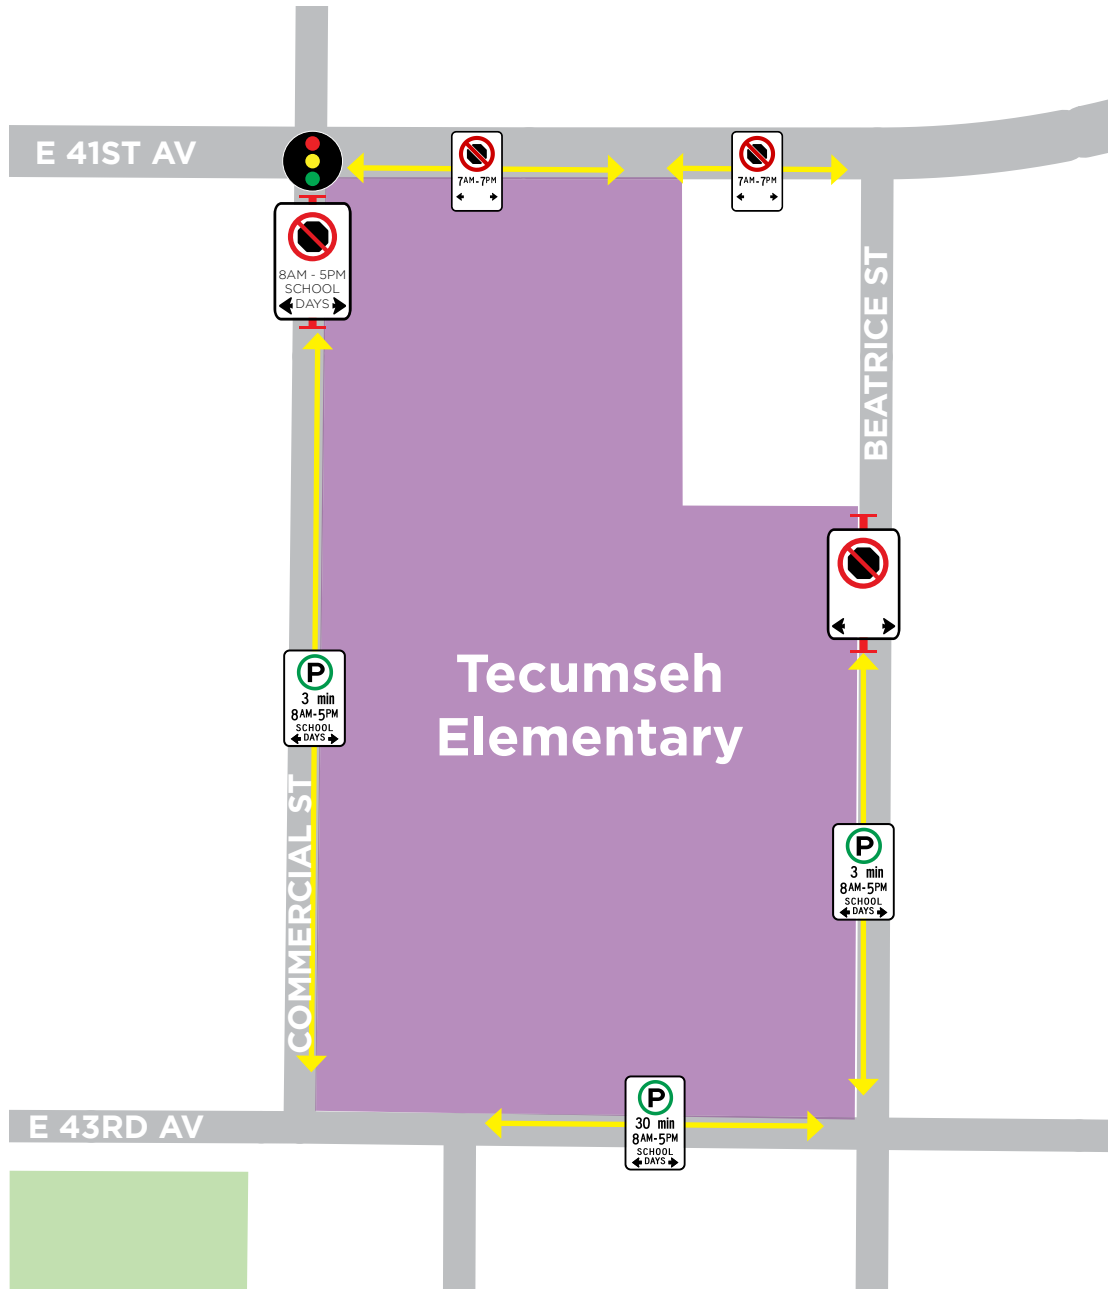 E 41ST AV
7AM-7PM
7AM-7PM
8AM - 5PM
SCHOOL
DAYS
BEATRICE ST
Tecumseh
Elementary
P
3 min
8AM-5PM
SCHOOL
DAYS
COMMERCIAL ST
P
3 min
8AM-5PM
SCHOOL
DAYS
P
30 min
8AM-5PM
SCHOOL
DAYS
E 43RD AV